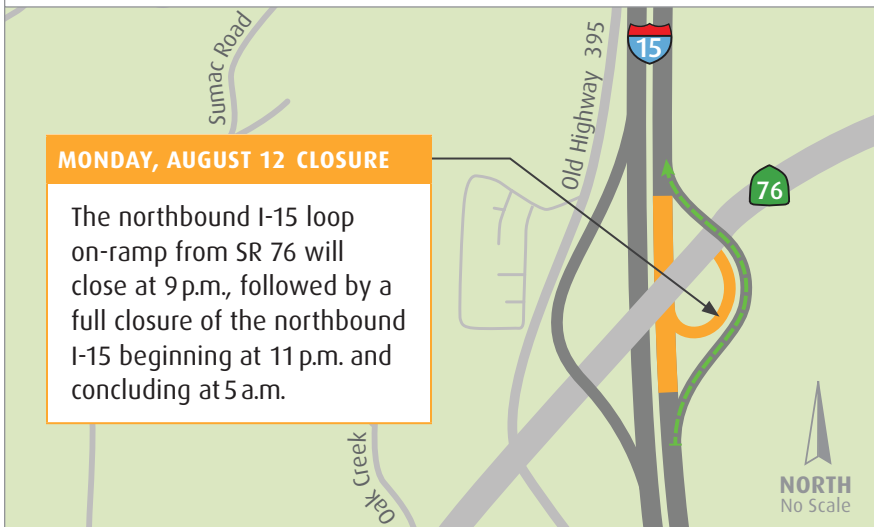 Sumac Road
Old Highway 395
15
MONDAY, AUGUST 12 CLOSURE
The northbound I-15 loop
on-ramp from SR 76 will
close at 9 p.m., followed by a
full closure of the northbound
I-15 beginning at 11 p.m. and
concluding at 5 a.m.
76
Oak Creek
NORTH
No Scale